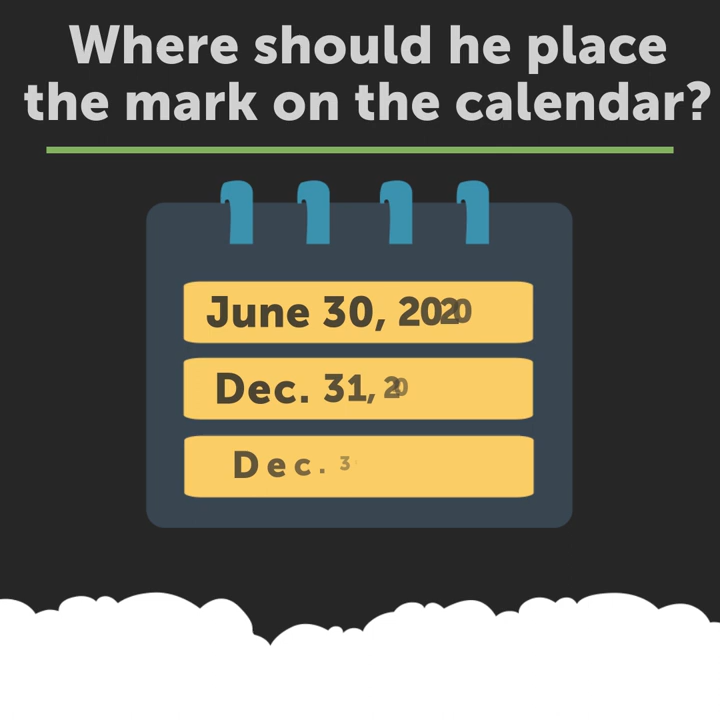 Where should he place
the mark on the calendar?
June 30, 2020
Dec. 31,
Dec.